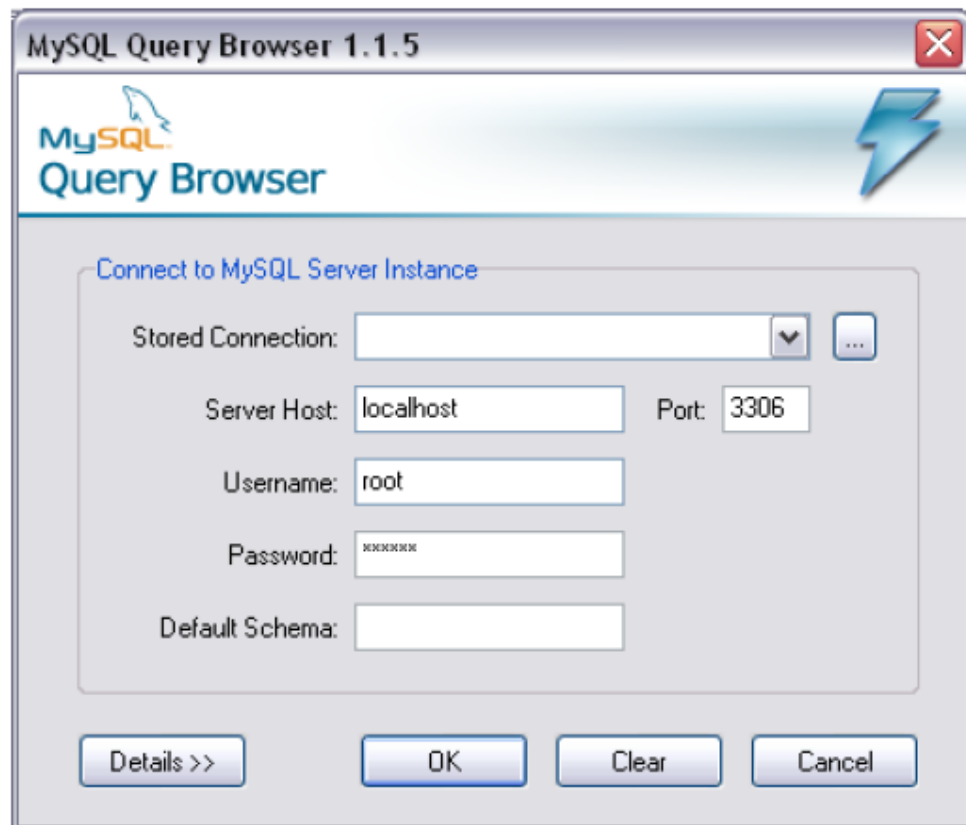 MySQL Query Browser 1.1.5
MySQL
Query Browser
Connect to MySQL Server Instance
Stored Connection:
...
Server Host: localhost Port: 3306
Username: root
Password: ××××××
Default Schema:
Details >> OK Clear Cancel